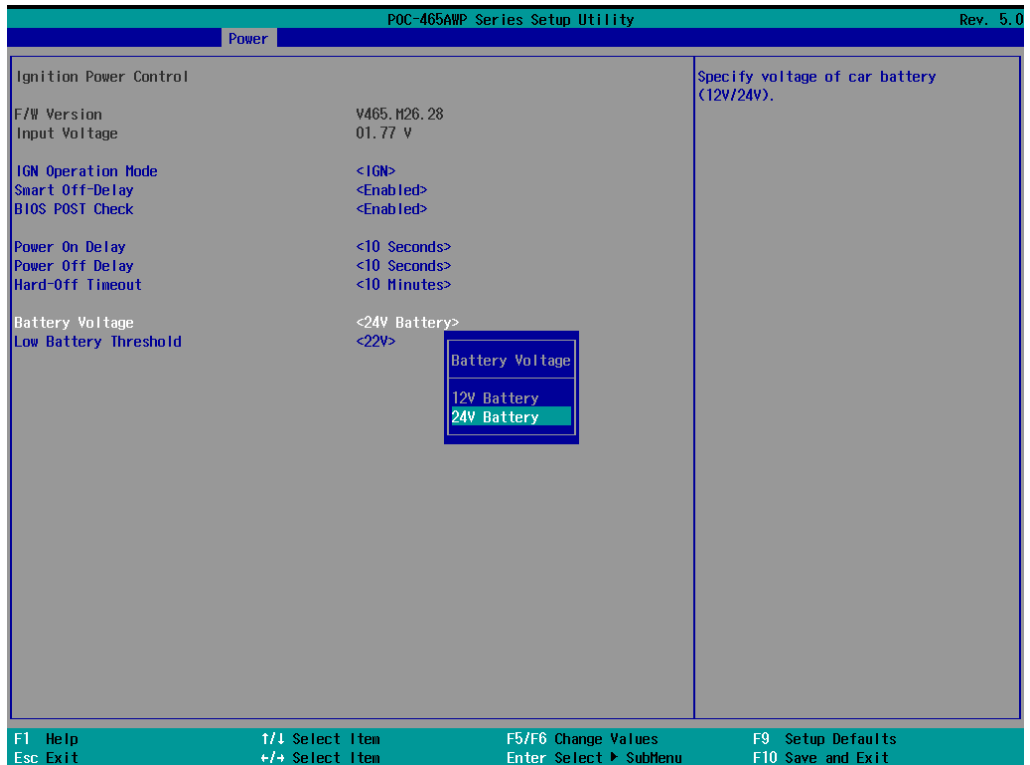 POC-465AWP Series Setup Utility Rev. 5.0
Power
Ignition Power Control
Specify voltage of car battery
(12V/24V).
F/W Version V465.M26.28
Input Voltage 01.77 V
IGN Operation Mode <IGN>
Smart Off-Delay <Enabled>
BIOS POST Check <Enabled>
Power On Delay <10 Seconds>
Power Off Delay <10 Seconds>
Hard-Off Timeout <10 Minutes>
Battery Voltage <24V Battery>
Low Battery Threshold <22V>
Battery Voltage
12V Battery
24V Battery
F1 Help ↑/↓ Select Item F5/F6 Change Values F9 Setup Defaults
Esc Exit ←/→ Select Item Enter Select ▶ SubMenu F10 Save and Exit